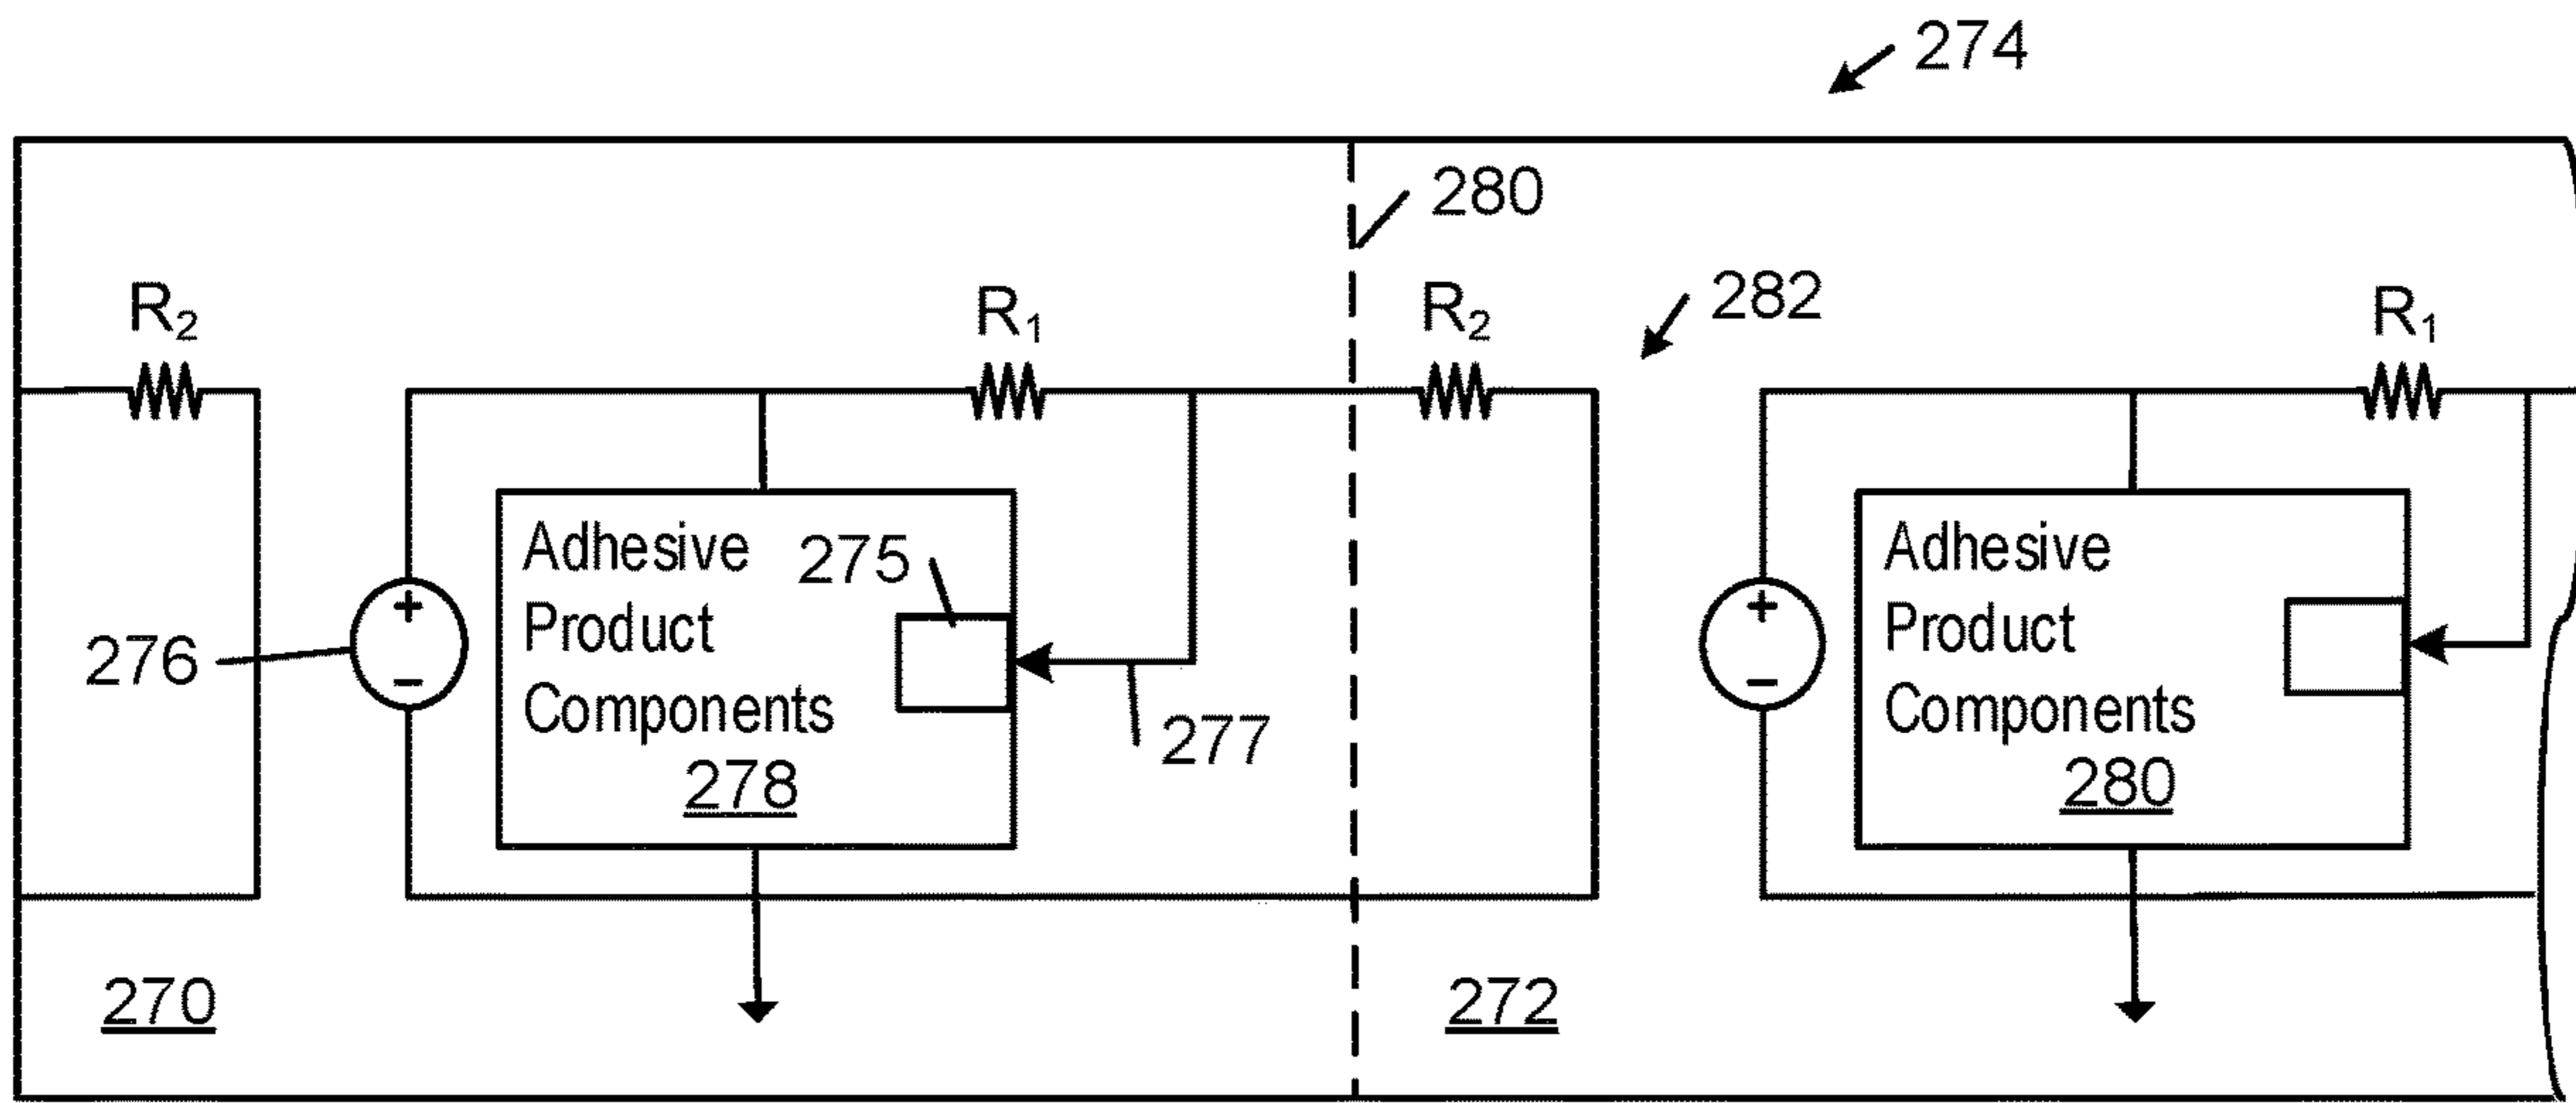 274
280
282
R2
R1
R2
R1
Adhesive
Product
Components
278
275
276
277
Adhesive
Product
Components
280
270
272